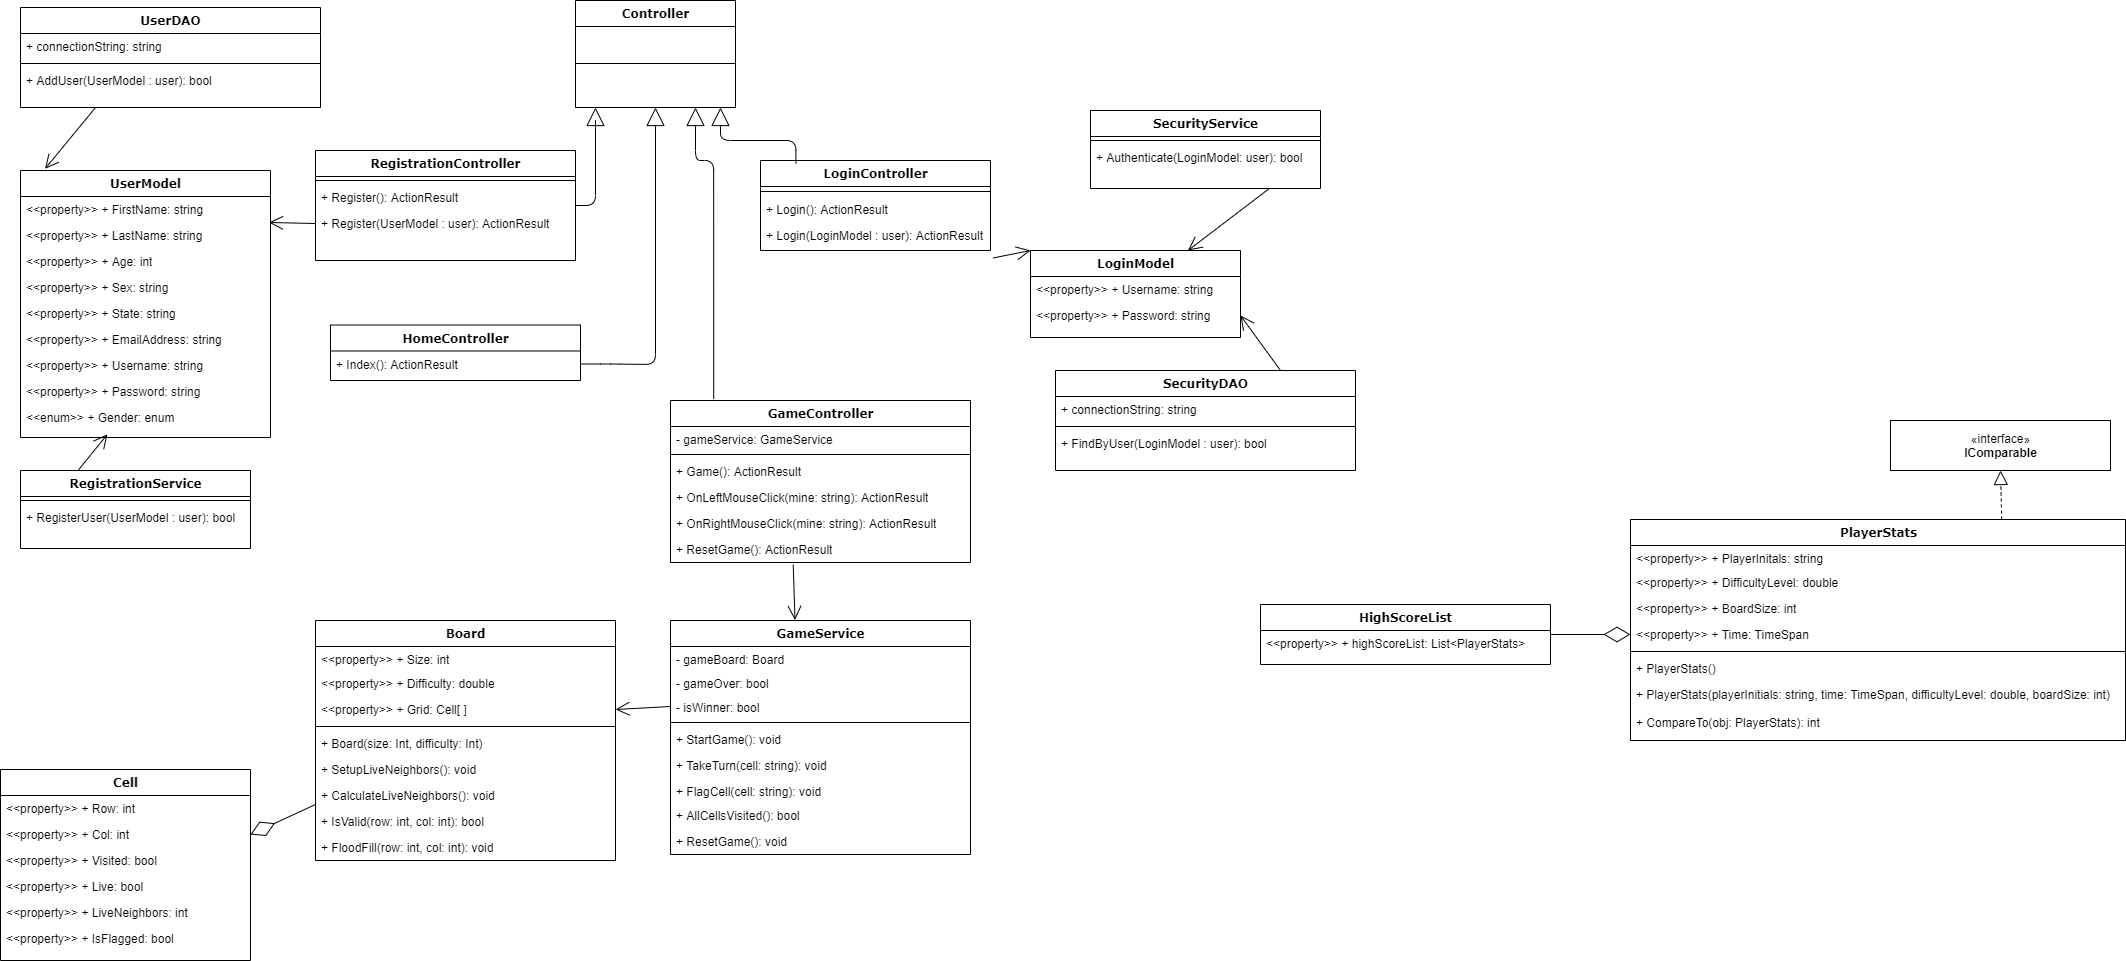 UserDAO
+ connectionString: string
+ AddUser(UserModel : user): bool
Controller
UserModel
<<property>> + FirstName: string
<<property>> + LastName: string
<<property>> + Age: int
<<property>> + Sex: string
<<property>> + State: string
<<property>> + EmailAddress: string
<<property>> + Username: string
<<property>> + Password: string
<<enum>> + Gender: enum
RegistrationController
+ Register(): ActionResult
+ Register(UserModel : user): ActionResult
LoginController
+ Login(): ActionResult
+ Login(LoginModel : user): ActionResult
SecurityService
+ Authenticate(LoginModel: user): bool
LoginModel
<<property>> + Username: string
<<property>> + Password: string
HomeController
+ Index(): ActionResult
SecurityDAO
+ connectionString: string
+ FindByUser(LoginModel : user): bool
RegistrationService
+ RegisterUser(UserModel : user): bool
GameController
- gameService: GameService
+ Game(): ActionResult
+ OnLeftMouseClick(mine: string): ActionResult
+ OnRightMouseClick(mine: string): ActionResult
+ ResetGame(): ActionResult
«interface»
IComparable
PlayerStats
<<property>> + PlayerInitals: string
<<property>> + DifficultyLevel: double
<<property>> + BoardSize: int
<<property>> + Time: TimeSpan
+ PlayerStats()
+ PlayerStats(playerInitials: string, time: TimeSpan, difficultyLevel: double, boardSize: int)
+ CompareTo(obj: PlayerStats): int
HighScoreList
<<property>> + highScoreList: List<PlayerStats>
Board
<<property>> + Size: int
<<property>> + Difficulty: double
<<property>> + Grid: Cell[ ]
+ Board(size: Int, difficulty: Int)
+ SetupLiveNeighbors(): void
+ CalculateLiveNeighbors(): void
+ IsValid(row: int, col: int): bool
+ FloodFill(row: int, col: int): void
GameService
- gameBoard: Board
- gameOver: bool
- isWinner: bool
+ StartGame(): void
+ TakeTurn(cell: string): void
+ FlagCell(cell: string): void
+ AllCellsVisited(): bool
+ ResetGame(): void
Cell
<<property>> + Row: int
<<property>> + Col: int
<<property>> + Visited: bool
<<property>> + Live: bool
<<property>> + LiveNeighbors: int
<<property>> + IsFlagged: bool